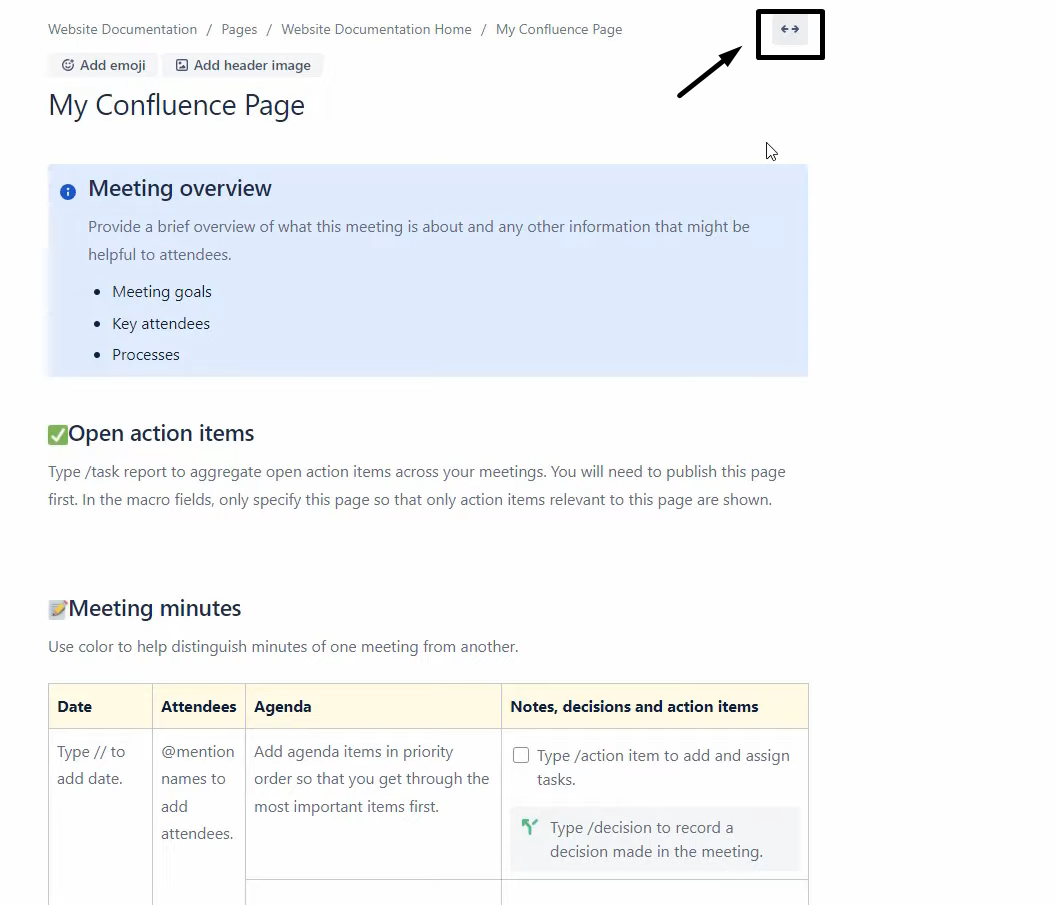 Website Documentation / Pages / Website Documentation Home / My Confluence Page
Add emoji Add header image
My Confluence Page
Meeting overview
Provide a brief overview of what this meeting is about and any other information that might be
helpful to attendees.
• Meeting goals
• Key attendees
• Processes
✅Open action items
Type /task report to aggregate open action items across your meetings. You will need to publish this page
first. In the macro fields, only specify this page so that only action items relevant to this page are shown.
📝Meeting minutes
Use color to help distinguish minutes of one meeting from another.
Date Attendees Agenda Notes, decisions and action items
Type // to
add date.
@mention
names to
add
attendees.
Add agenda items in priority
order so that you get through the
most important items first.
Type /action item to add and assign
tasks.
Type /decision to record a
decision made in the meeting.